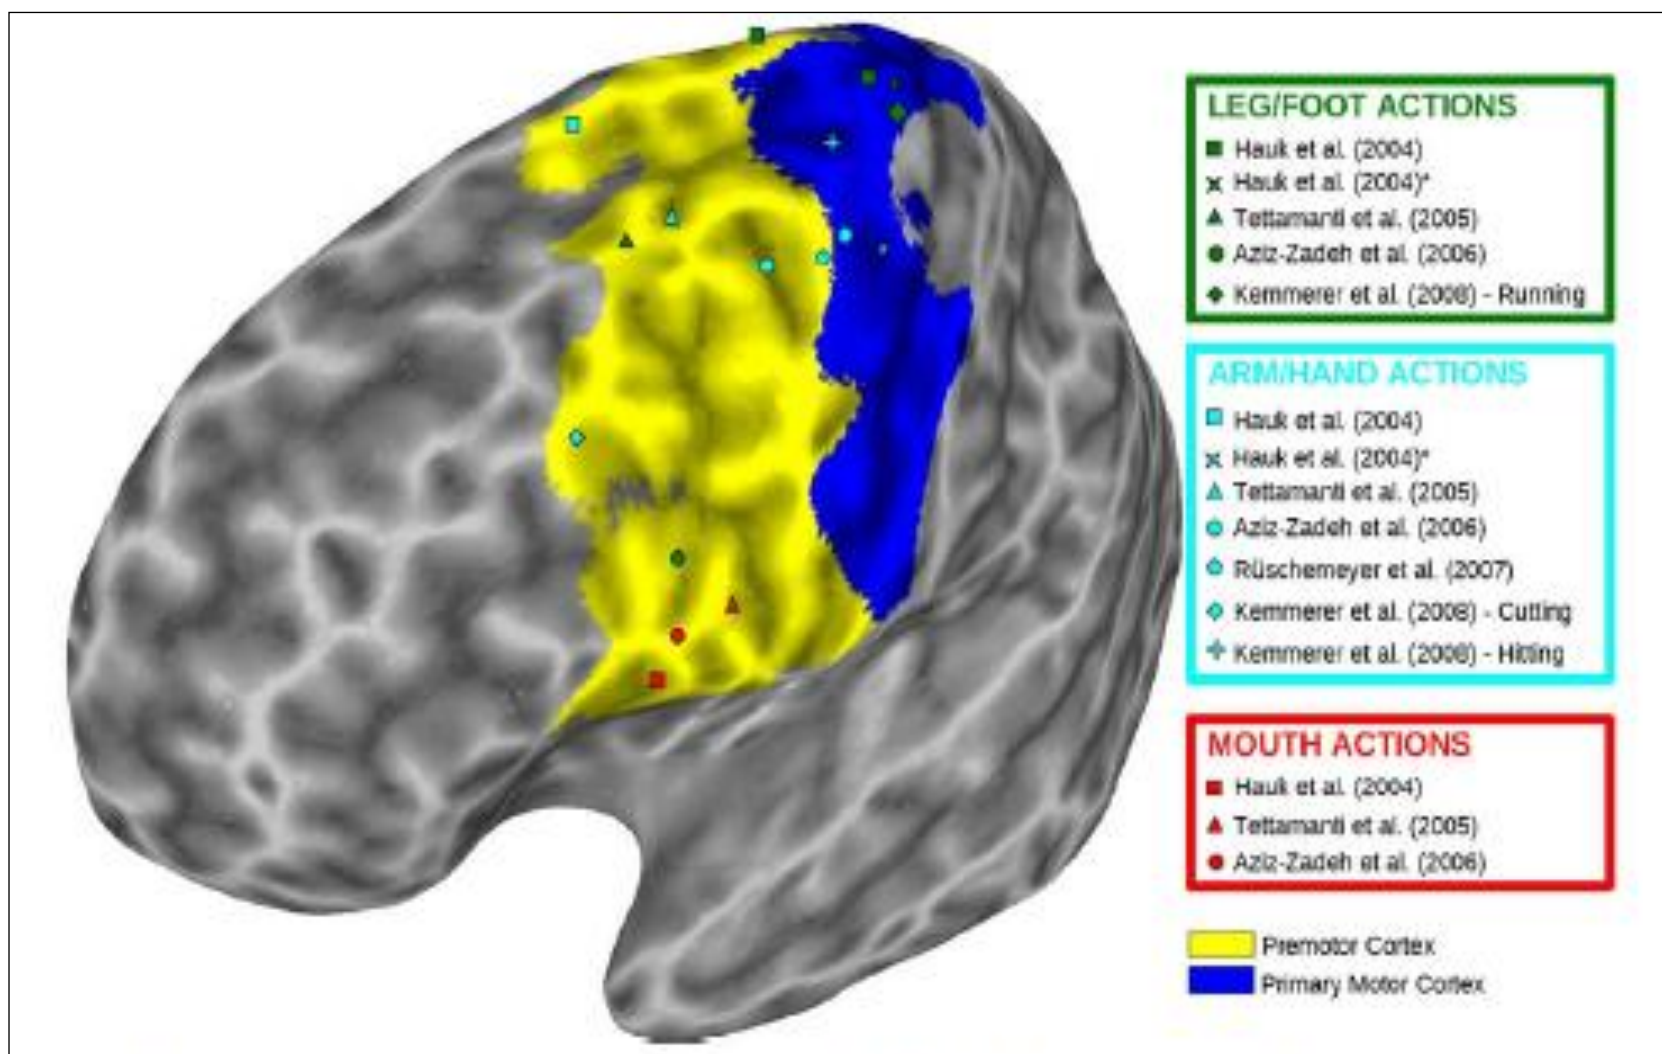 LEG/FOOT ACTIONS
Hauk et al. (2004)
Hauk et al. (2004)*
Tettamanti et al. (2005)
Aziz-Zadeh et al. (2006)
Kemmerer et al. (2008) - Running
ARM/HAND ACTIONS
Hauk et al. (2004)
Hauk et al. (2004)*
Tettamanti et al. (2005)
Aziz-Zadeh et al. (2006)
Rüschemeyer et al. (2007)
Kemmerer et al. (2008) - Cutting
Kemmerer et al. (2008) - Hitting
MOUTH ACTIONS
Hauk et al. (2004)
Tettamanti et al. (2005)
Aziz-Zadeh et al. (2006)
Premotor Cortex
Primary Motor Cortex